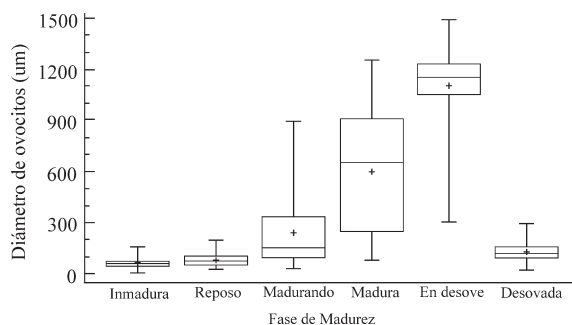 Diámetro de ovocitos (um)
1500
1200
900
600
300
0
Inmadura Reposo Madurando Madura En desove Desovada
Fase de Madurez